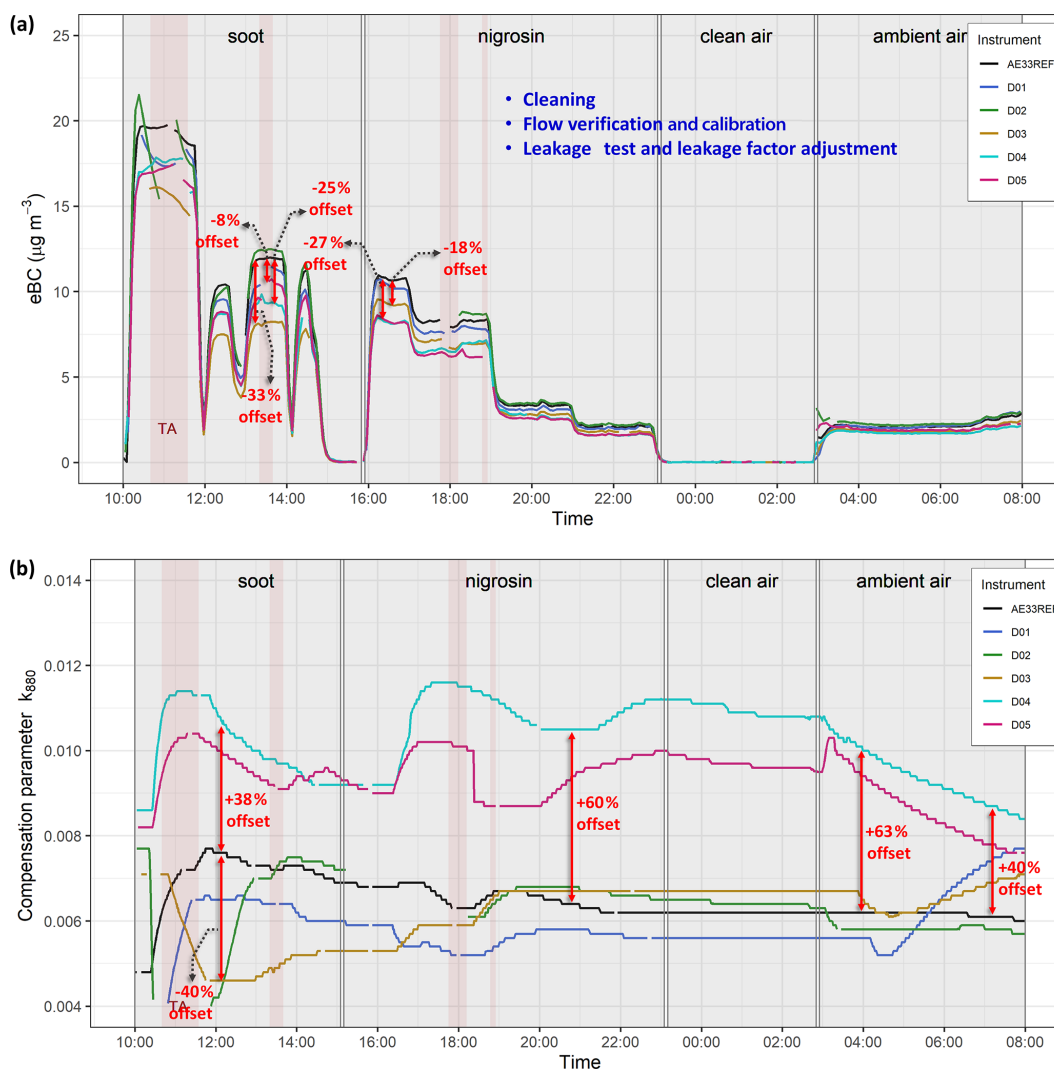 (a)
soot
nigrosin
clean air
ambient air
Instrument
AE33REF
D01
D02
D03
D04
D05
• Cleaning
• Flow verification and calibration
• Leakage test and leakage factor adjustment
-8%
offset
-25%
offset
-27%
offset
-18%
offset
-33%
offset
TA
eBC (µg m⁻³)
25
20
15
10
5
0
10:00 12:00 14:00 16:00 18:00 20:00 22:00 00:00 02:00 04:00 06:00 08:00
Time
(b)
soot
nigrosin
clean air
ambient air
Instrument
AE33REF
D01
D02
D03
D04
D05
+38%
offset
+60%
offset
+63%
offset
+40%
offset
-40%
offset
TA
Compensation parameter k₈₈₀
0.014
0.012
0.010
0.008
0.006
0.004
10:00 12:00 14:00 16:00 18:00 20:00 22:00 00:00 02:00 04:00 06:00 08:00
Time